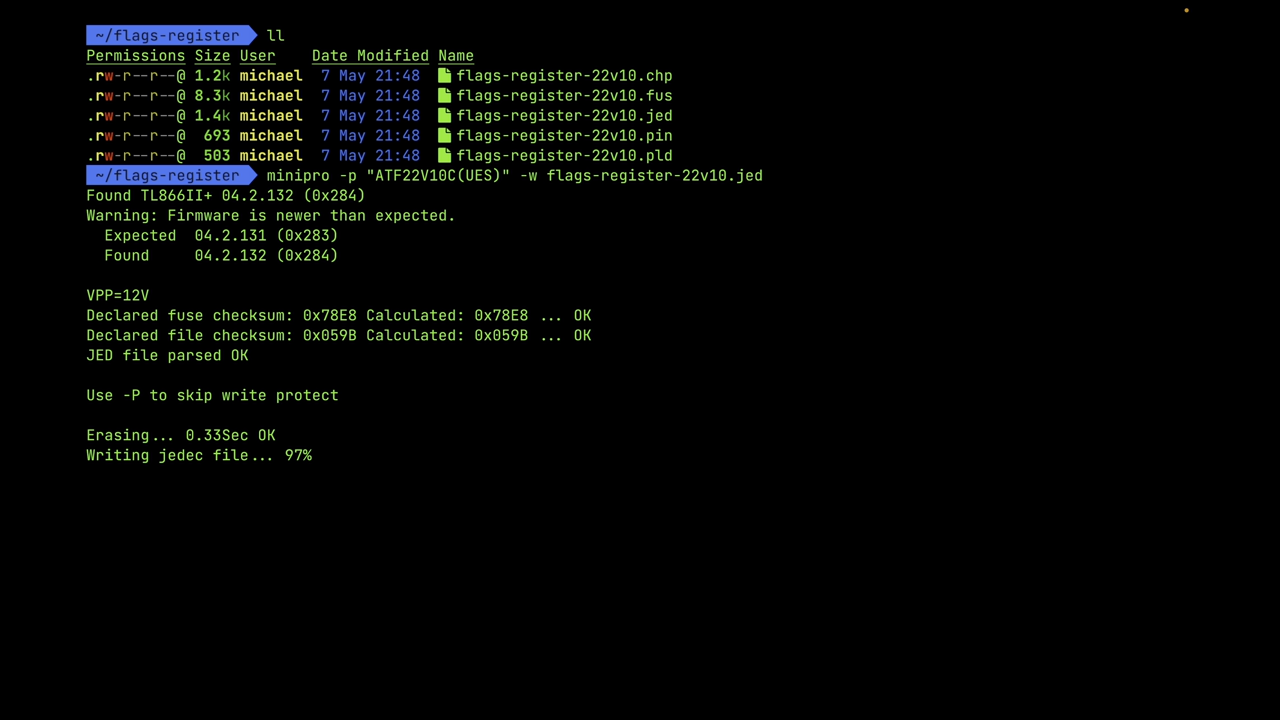 ~/flags-register ll
Permissions Size User Date Modified Name
.rw-r--r--@ 1.2k michael 7 May 21:48 flags-register-22v10.chp
.rw-r--r--@ 8.3k michael 7 May 21:48 flags-register-22v10.fus
.rw-r--r--@ 1.4k michael 7 May 21:48 flags-register-22v10.jed
.rw-r--r--@ 693 michael 7 May 21:48 flags-register-22v10.pin
.rw-r--r--@ 503 michael 7 May 21:48 flags-register-22v10.pld
~/flags-register minipro -p "ATF22V10C(UES)" -w flags-register-22v10.jed
Found TL866II+ 04.2.132 (0x284)
Warning: Firmware is newer than expected.
Expected 04.2.131 (0x283)
Found 04.2.132 (0x284)
VPP=12V
Declared fuse checksum: 0x78E8 Calculated: 0x78E8 ... OK
Declared file checksum: 0x059B Calculated: 0x059B ... OK
JED file parsed OK
Use -P to skip write protect
Erasing... 0.33Sec OK
Writing jedec file... 97%